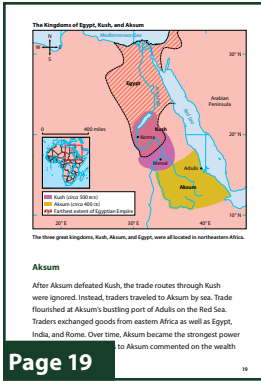 The Kingdoms of Egypt, Kush, and Aksum
Mediterranean Sea
N
W E
S
30° N
Egypt
Arabian
Peninsula
Red Sea
0 400 miles
Kush
20° N
Kerma
Meroë
Adulis
Aksum
Kush (circa 500 BCE)
Aksum (circa 400 CE)
Farthest extent of Egyptian Empire
10° N
20° E 30° E 40° E
The three great kingdoms, Kush, Aksum, and Egypt, were all located in northeastern Africa.
Aksum
After Aksum defeated Kush, the trade routes through Kush
were ignored. Instead, traders traveled to Aksum by sea. Trade
flourished at Aksum's bustling port of Adulis on the Red Sea.
Traders exchanged goods from eastern Africa as well as Egypt,
India, and Rome. Over time, Aksum became the strongest power
s to Aksum commented on the wealth
Page 19
19